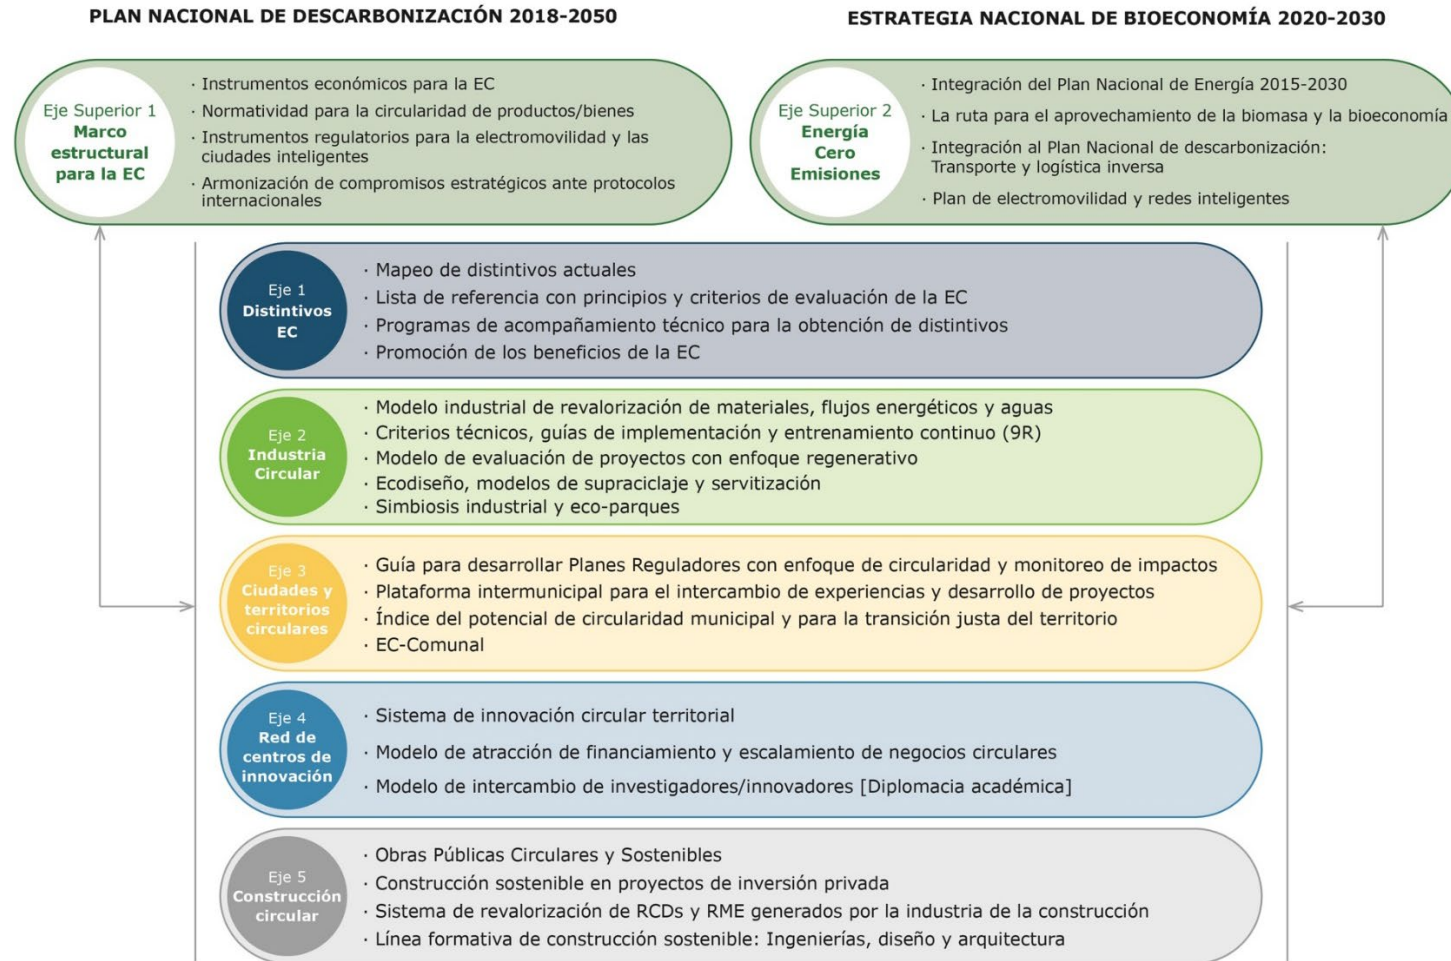 PLAN NACIONAL DE DESCARBONIZACIÓN 2018-2050
ESTRATEGIA NACIONAL DE BIOECONOMÍA 2020-2030
Eje Superior 1
Marco
estructural
para la EC
· Instrumentos económicos para la EC
· Normatividad para la circularidad de productos/bienes
· Instrumentos regulatorios para la electromovilidad y las
ciudades inteligentes
· Armonización de compromisos estratégicos ante protocolos
internacionales
Eje Superior 2
Energía
Cero
Emisiones
· Integración del Plan Nacional de Energía 2015-2030
· La ruta para el aprovechamiento de la biomasa y la bioeconomía
· Integración al Plan Nacional de descarbonización:
Transporte y logística inversa
· Plan de electromovilidad y redes inteligentes
Eje 1
Distintivos
EC
· Mapeo de distintivos actuales
· Lista de referencia con principios y criterios de evaluación de la EC
· Programas de acompañamiento técnico para la obtención de distintivos
· Promoción de los beneficios de la EC
Eje 2
Industria
Circular
· Modelo industrial de revalorización de materiales, flujos energéticos y aguas
· Criterios técnicos, guías de implementación y entrenamiento continuo (9R)
· Modelo de evaluación de proyectos con enfoque regenerativo
· Ecodiseño, modelos de supraciclaje y servitización
· Simbiosis industrial y eco-parques
Eje 3
Ciudades y
territorios
circulares
· Guía para desarrollar Planes Reguladores con enfoque de circularidad y monitoreo de impactos
· Plataforma intermunicipal para el intercambio de experiencias y desarrollo de proyectos
· Índice del potencial de circularidad municipal y para la transición justa del territorio
· EC-Comunal
Eje 4
Red de
centros de
innovación
· Sistema de innovación circular territorial
· Modelo de atracción de financiamiento y escalamiento de negocios circulares
· Modelo de intercambio de investigadores/innovadores [Diplomacia académica]
Eje 5
Construcción
circular
· Obras Públicas Circulares y Sostenibles
· Construcción sostenible en proyectos de inversión privada
· Sistema de revalorización de RCDs y RME generados por la industria de la construcción
· Línea formativa de construcción sostenible: Ingenierías, diseño y arquitectura